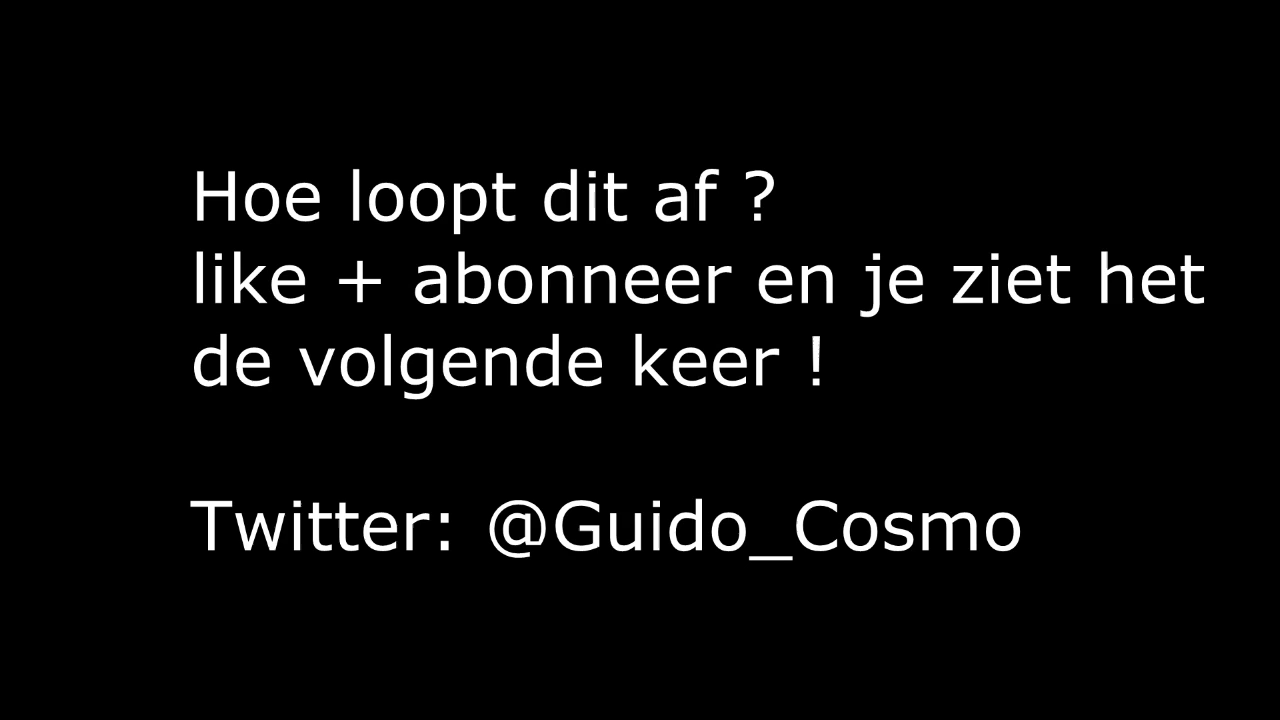 Hoe loopt dit af ?
like + abonneer en je ziet het
de volgende keer !
Twitter: @Guido_Cosmo